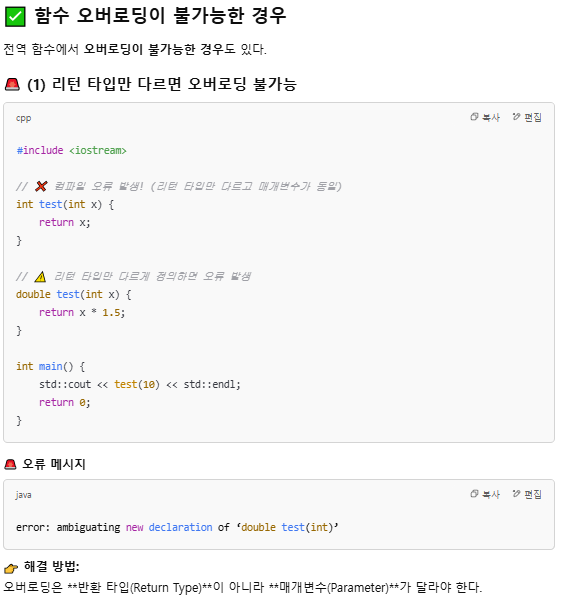 ✅ 함수 오버로딩이 불가능한 경우
전역 함수에서 오버로딩이 불가능한 경우도 있다.
🚨 (1) 리턴 타입만 다르면 오버로딩 불가능
cpp 복사 편집
#include <iostream>
// ❌ 컴파일 오류 발생! (리턴 타입만 다르고 매개변수가 동일)
int test(int x) {
    return x;
}
// ⚠️ 리턴 타입만 다르게 정의하면 오류 발생
double test(int x) {
    return x * 1.5;
}
int main() {
    std::cout << test(10) << std::endl;
    return 0;
}
🚨 오류 메시지
java 복사 편집
error: ambiguating new declaration of ‘double test(int)’
👉 해결 방법:
오버로딩은 **반환 타입(Return Type)**이 아니라 **매개변수(Parameter)**가 달라야 한다.